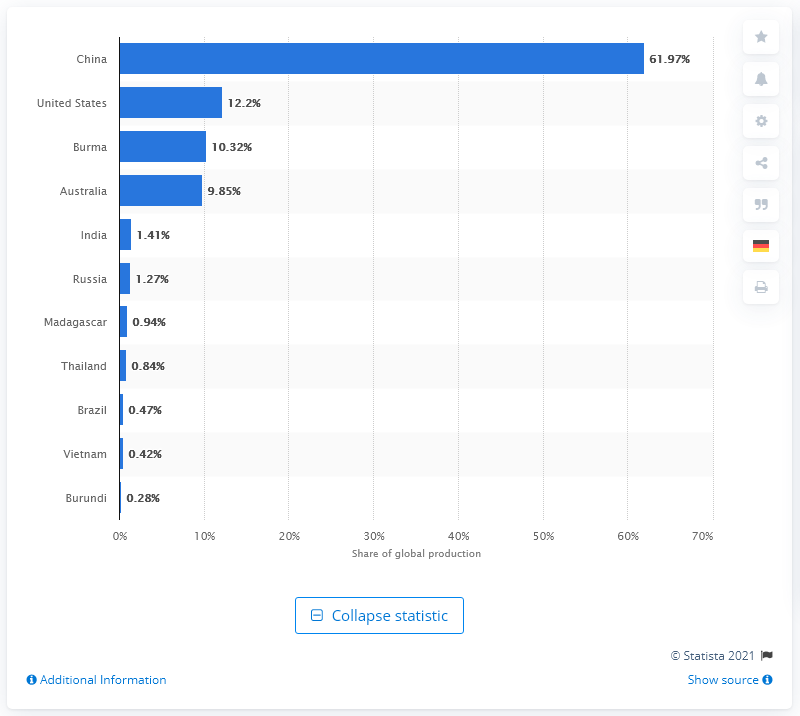 China 61.97%
United States 12.2%
Burma 10.32%
Australia 9.85%
India 1.41%
Russia 1.27%
Madagascar 0.94%
Thailand 0.84%
Brazil 0.47%
Vietnam 0.42%
Burundi 0.28%
0% 10% 20% 30% 40% 50% 60% 70%
Share of global production
Collapse statistic
© Statista 2021
Additional Information Show source